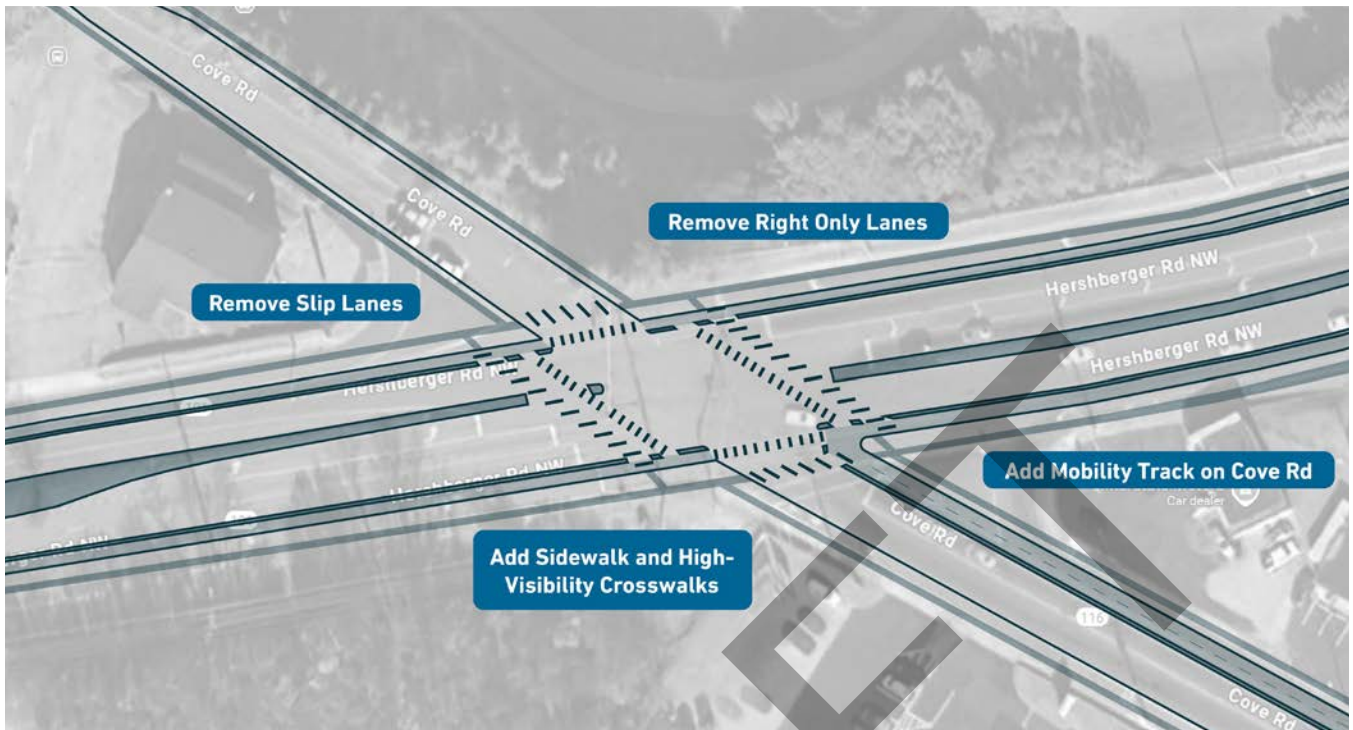 Cove Rd
Cove Rd
Remove Right Only Lanes
Hershberger Rd NW
Remove Slip Lanes
Hershberger Rd NW
Hershberger Rd NW
Hershberger Rd NW
Add Mobility Track on Cove Rd
Car dealer
Cove Rd
Add Sidewalk and High-
Visibility Crosswalks
116
Cove Rd